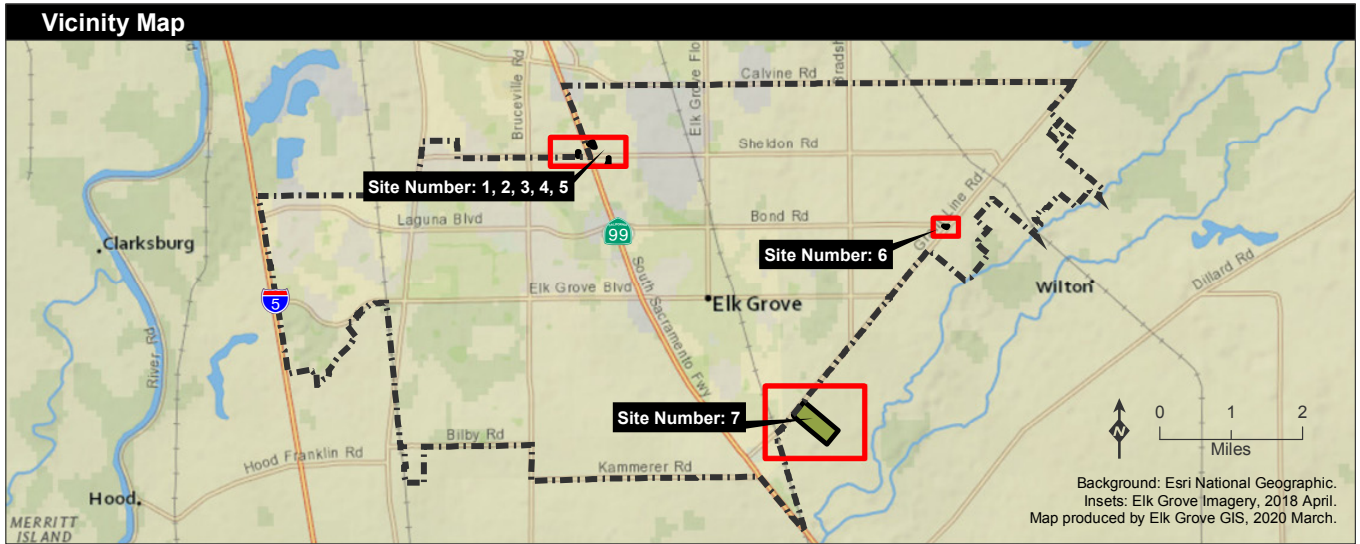 Vicinity Map
Calvine Rd
Bruceville Rd
Elk Grove Flo
Bradsh
Sheldon Rd
Site Number: 1, 2, 3, 4, 5
Laguna Blvd
99
Bond Rd
Line Rd
Site Number: 6
Clarksburg
5
Elk Grove Blvd
Elk Grove
Wilton
Dillard Rd
River Rd
South Sacramento Fwy
Site Number: 7
Bilby Rd
Hood Franklin Rd
Kammerer Rd
Hood
MERRITT
ISLAND
N
0 1 2
Miles
Background: Esri National Geographic.
Insets: Elk Grove Imagery, 2018 April.
Map produced by Elk Grove GIS, 2020 March.